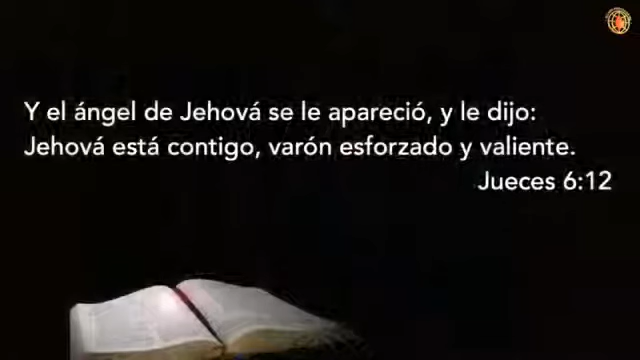 Y el ángel de Jehová se le apareció, y le dijo:
Jehová está contigo, varón esforzado y valiente.
Jueces 6:12